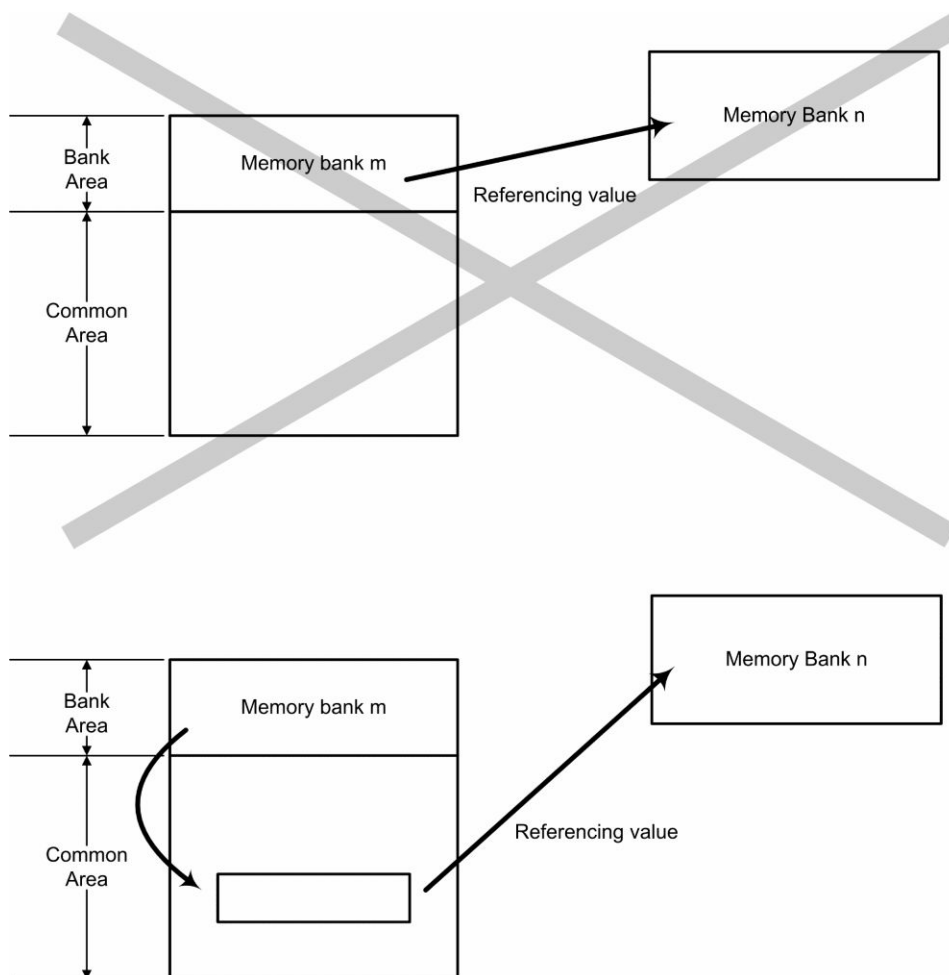 Memory Bank n
Bank
Area
Memory bank m
Referencing value
Common
Area
Memory Bank n
Bank
Area
Memory bank m
Referencing value
Common
Area